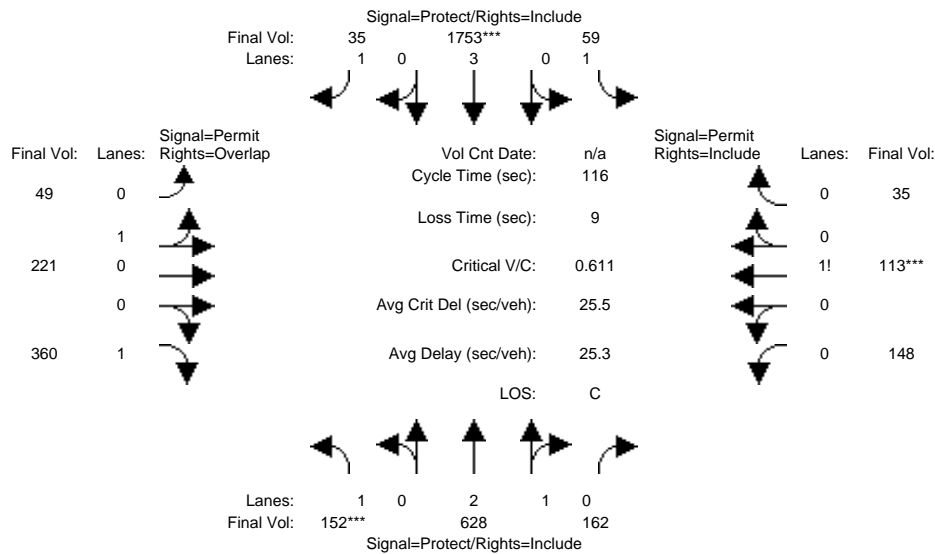 Signal=Protect/Rights=Include
Final Vol: 35 1753*** 59
Lanes: 1 0 3 0 1
Signal=Permit
Final Vol: Lanes: Rights=Overlap
Vol Cnt Date: n/a
Signal=Permit
Rights=Include Lanes: Final Vol:
Cycle Time (sec): 116
49 0
0 35
Loss Time (sec): 9
1
0
221 0
Critical V/C: 0.611
1! 113***
0
Avg Crit Del (sec/veh): 25.5
0
360 1
Avg Delay (sec/veh): 25.3
0 148
LOS: C
Lanes: 1 0 2 1 0
Final Vol: 152*** 628 162
Signal=Protect/Rights=Include